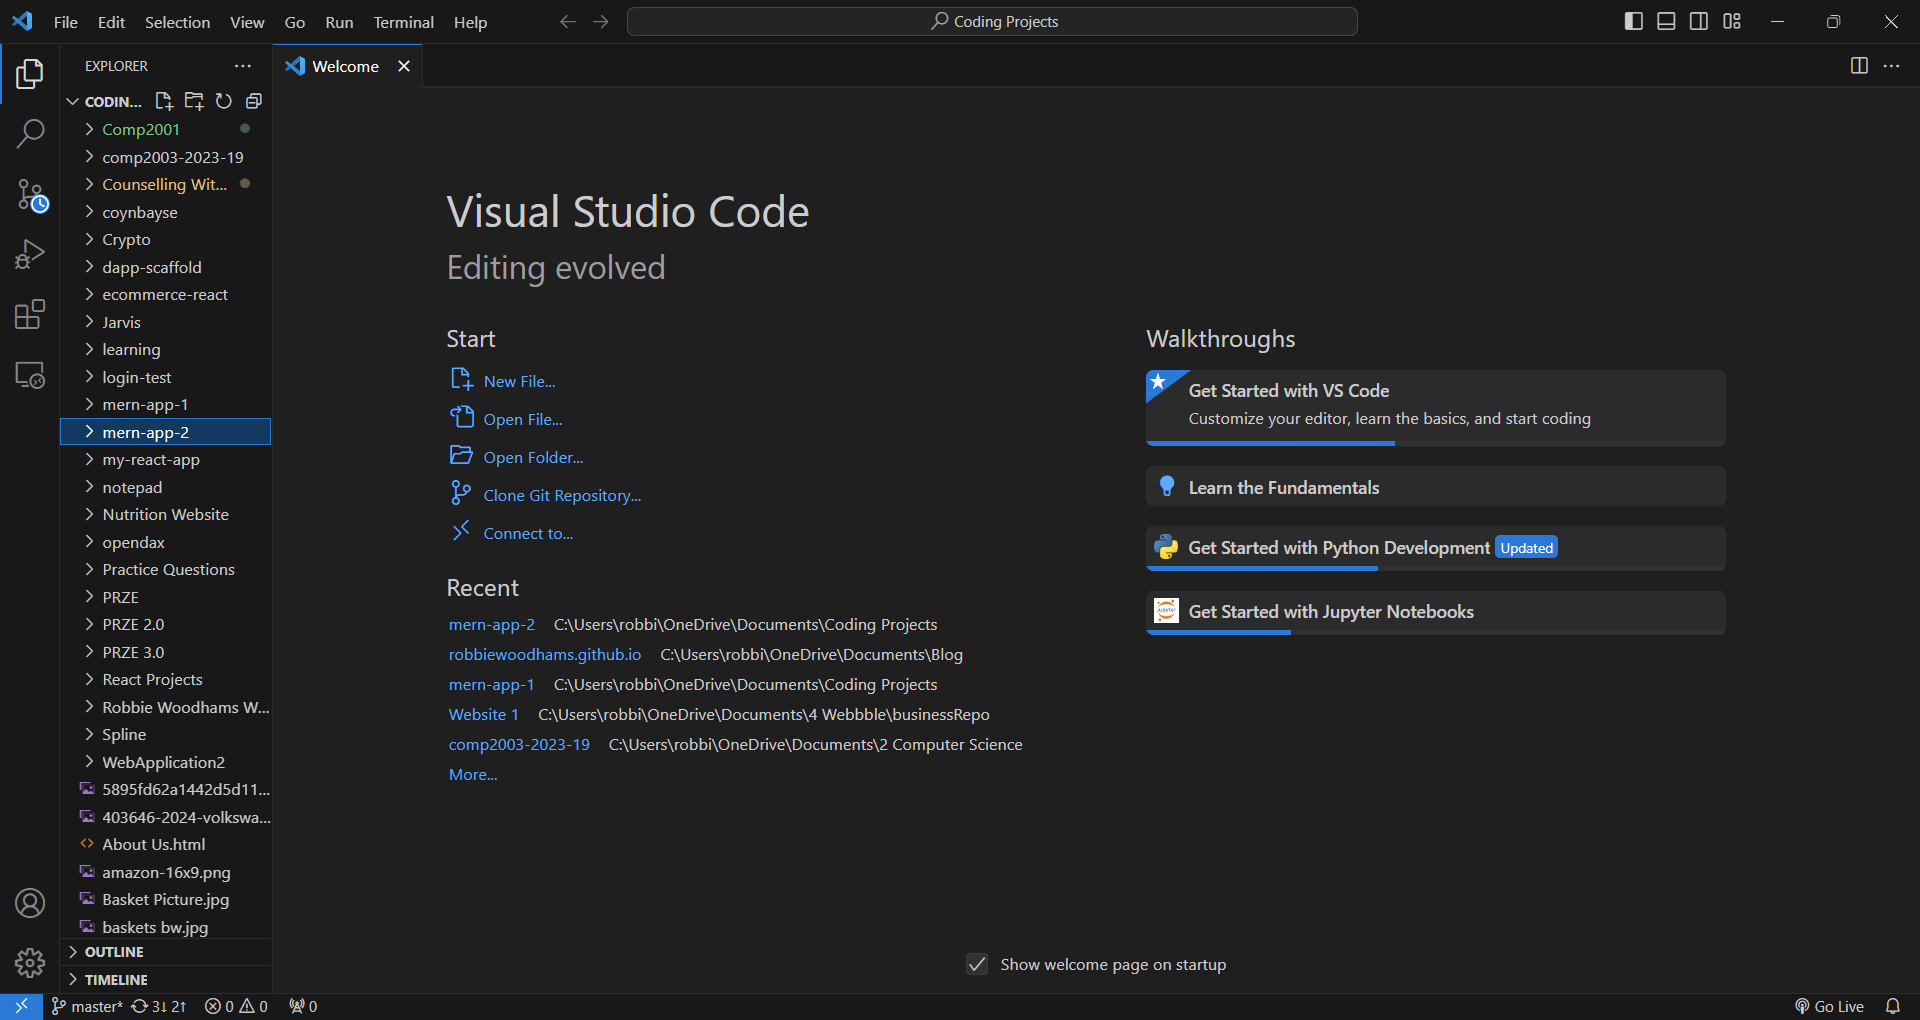 File Edit Selection View Go Run Terminal Help
Coding Projects
EXPLORER
Welcome
CODIN...
Comp2001
comp2003-2023-19
Counselling Wit...
coynbayse
Crypto
dapp-scaffold
ecommerce-react
Jarvis
learning
login-test
mern-app-1
mern-app-2
my-react-app
notepad
Nutrition Website
opendax
Practice Questions
PRZE
PRZE 2.0
PRZE 3.0
React Projects
Robbie Woodhams W...
Spline
WebApplication2
5895fd62a1442d5d11...
403646-2024-volkswa...
About Us.html
amazon-16x9.png
Basket Picture.jpg
baskets bw.jpg
OUTLINE
TIMELINE
Visual Studio Code
Editing evolved
Start
New File...
Open File...
Open Folder...
Clone Git Repository...
Connect to...
Recent
mern-app-2 C:\Users\robbi\OneDrive\Documents\Coding Projects
robbiewoodhams.github.io C:\Users\robbi\OneDrive\Documents\Blog
mern-app-1 C:\Users\robbi\OneDrive\Documents\Coding Projects
Website 1 C:\Users\robbi\OneDrive\Documents\4 Webbble\businessRepo
comp2003-2023-19 C:\Users\robbi\OneDrive\Documents\2 Computer Science
More...
Walkthroughs
Get Started with VS Code
Customize your editor, learn the basics, and start coding
Learn the Fundamentals
Get Started with Python Development Updated
Get Started with Jupyter Notebooks
Show welcome page on startup
master* 3↓ 2↑ 0 0 0
Go Live